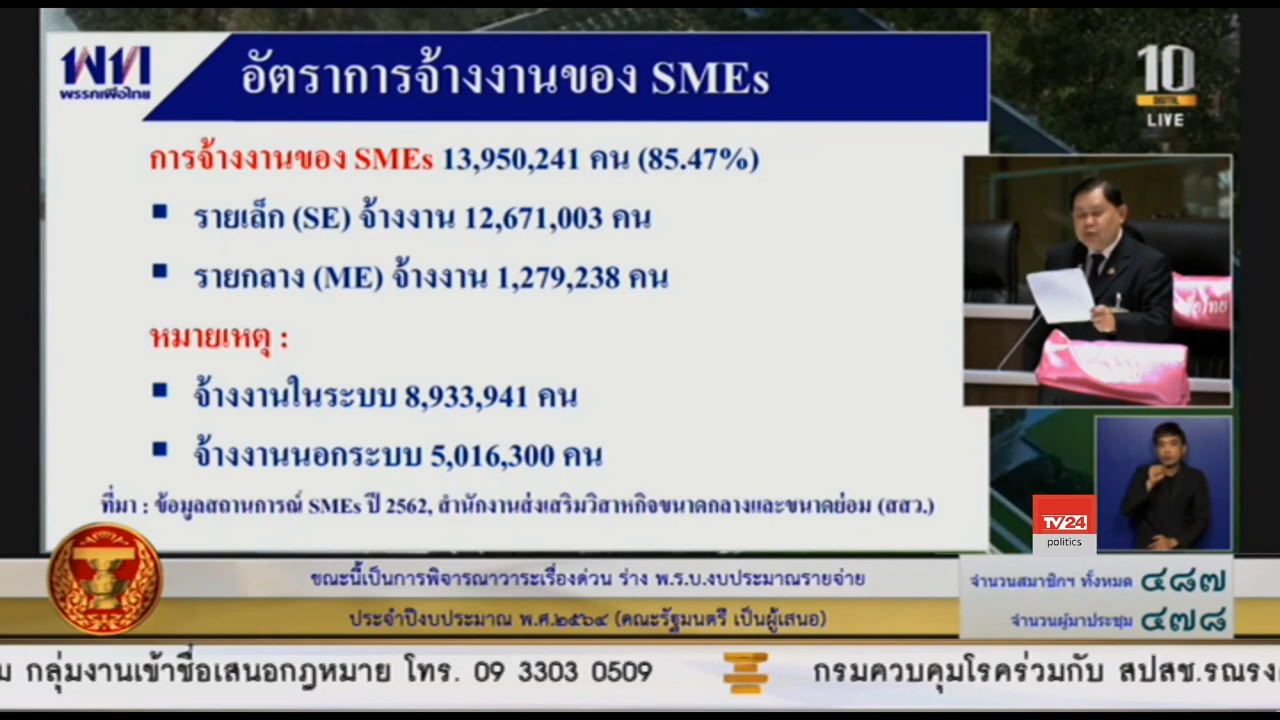 พท
พรรคเพื่อไทย
อัตราการจ้างงานของ SMEs
10
DIGITAL
LIVE
การจ้างงานของ SMEs 13,950,241 คน (85.47%)
▪ รายเล็ก (SE) จ้างงาน 12,671,003 คน
▪ รายกลาง (ME) จ้างงาน 1,279,238 คน
หมายเหตุ :
▪ จ้างงานในระบบ 8,933,941 คน
▪ จ้างงานนอกระบบ 5,016,300 คน
ที่มา : ข้อมูลสถานการณ์ SMEs ปี 2562, สำนักงานส่งเสริมวิสาหกิจขนาดกลางและขนาดย่อม (สสว.)
TV24
politics
ขณะนี้เป็นการพิจารณาวาระเรื่องด่วน ร่าง พ.ร.บ.งบประมาณรายจ่าย
ประจำปีงบประมาณ พ.ศ.๒๕๖๔ (คณะรัฐมนตรี เป็นผู้เสนอ)
จำนวนสมาชิกฯ ทั้งหมด ๔๘๗
จำนวนผู้มาประชุม ๔๗๘
ม กลุ่มงานเข้าชื่อเสนอกฎหมาย โทร. 09 3303 0509
กรมควบคุมโรคร่วมกับ สปสช.รณรง